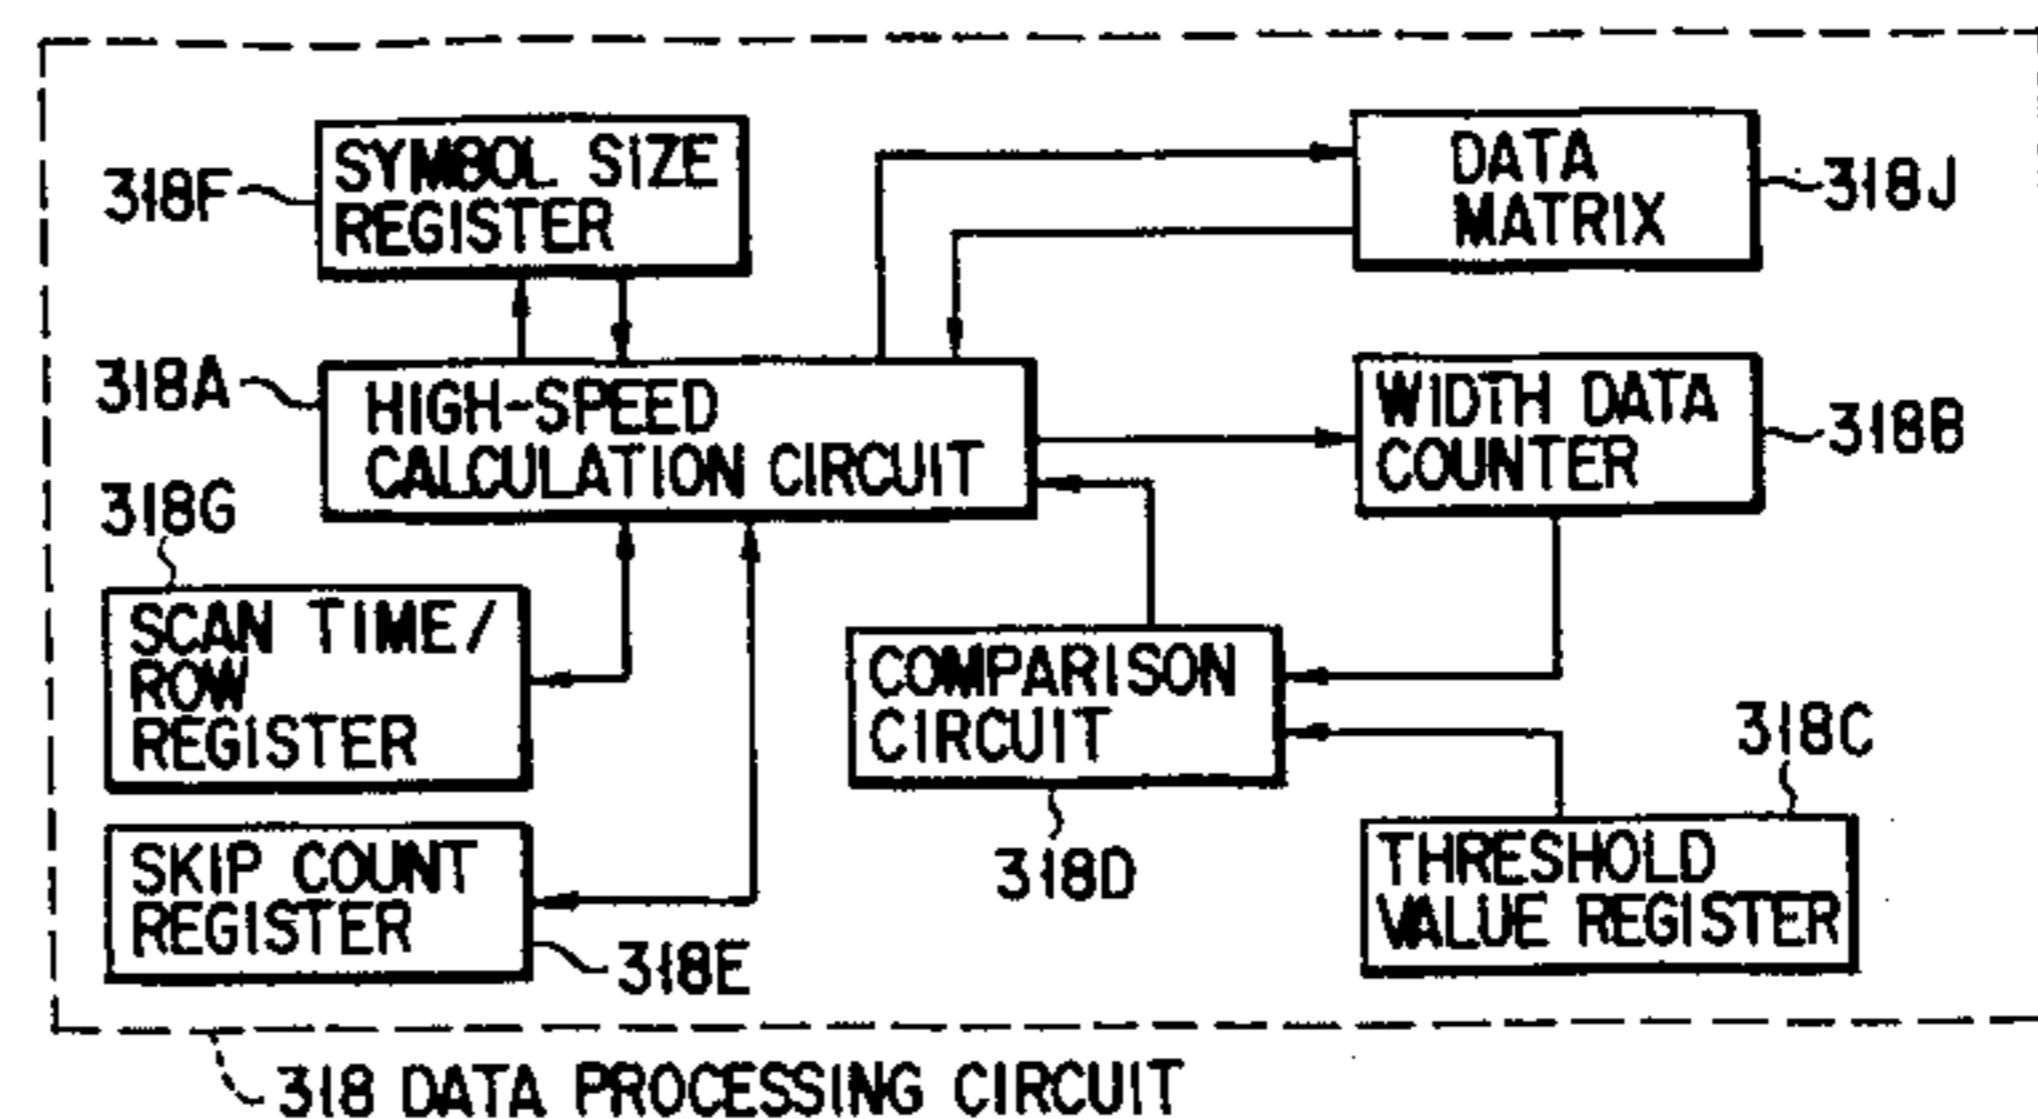 318F
SYMBOL SIZE
REGISTER
DATA
MATRIX
318J
318A
HIGH-SPEED
CALCULATION CIRCUIT
WIDTH DATA
COUNTER
318B
318G
SCAN TIME/
ROW
REGISTER
COMPARISON
CIRCUIT
318D
318C
THRESHOLD
VALUE REGISTER
SKIP COUNT
REGISTER
318E
318 DATA PROCESSING CIRCUIT